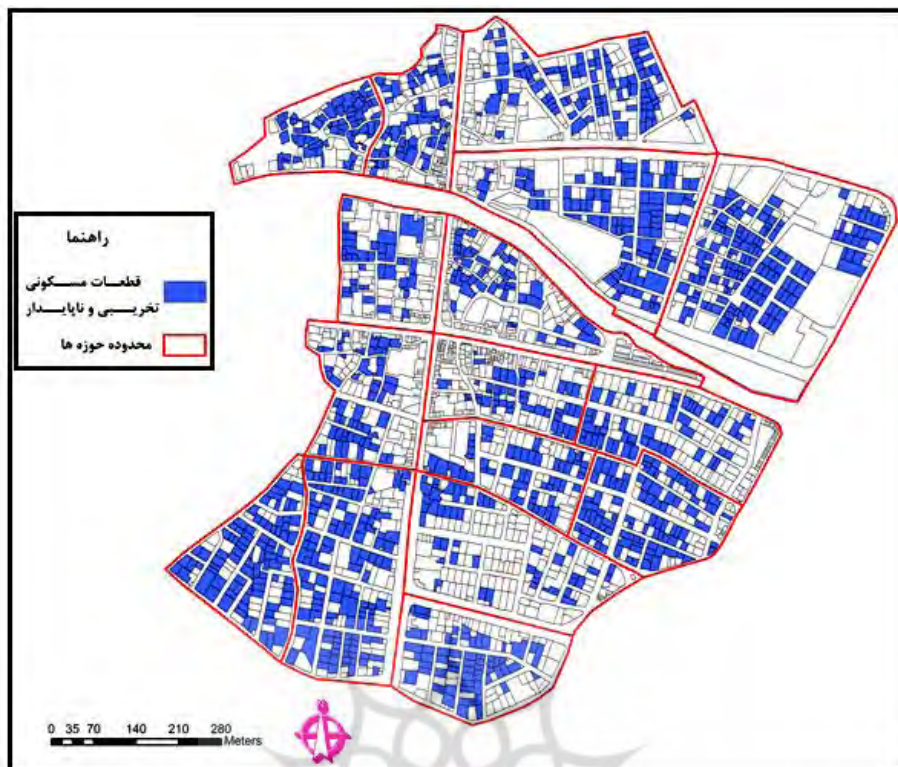 راهنما
قطعات مسکونی
تخریبی و ناپایدار
محدوده حوزه ها
0 35 70 140 210 280
Meters